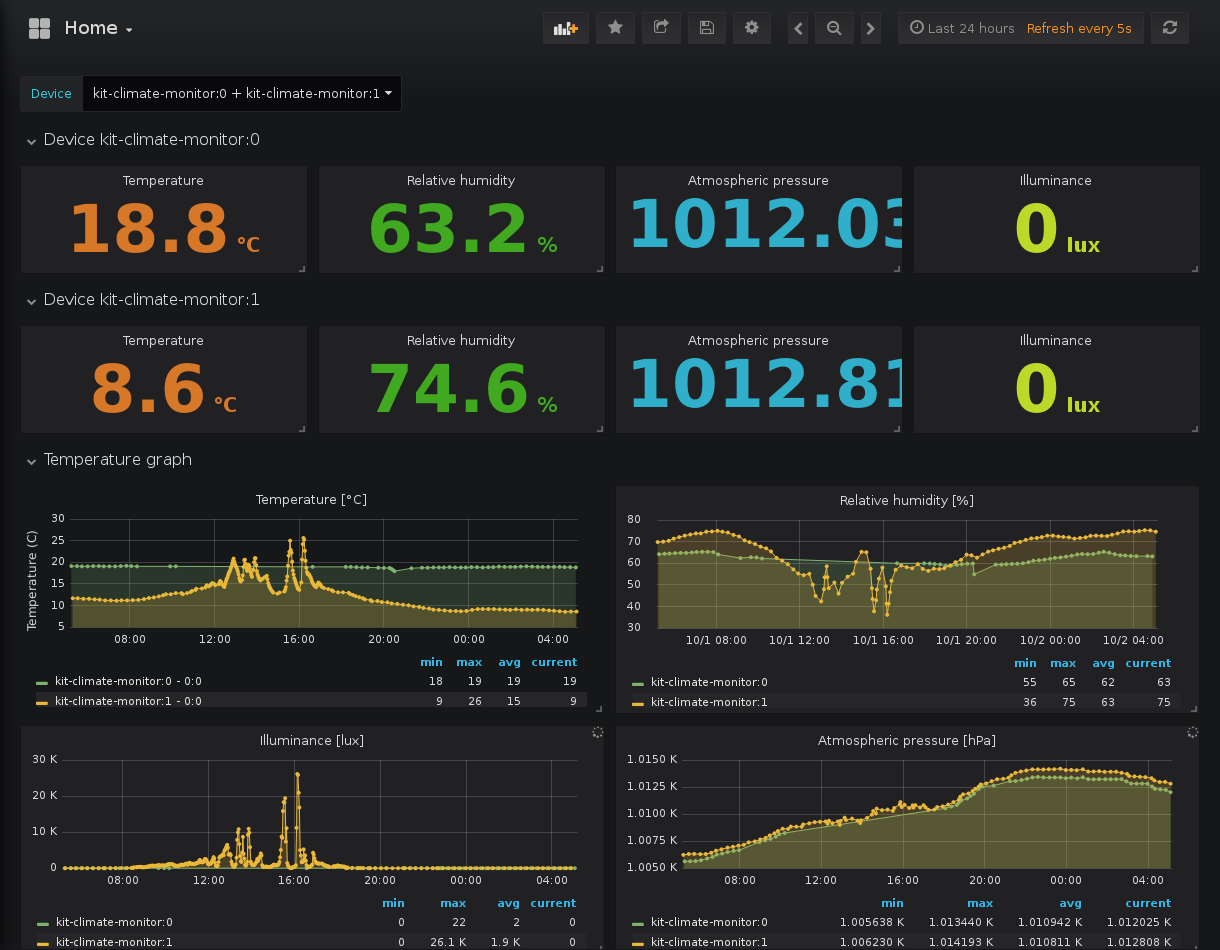 Home
Last 24 hours Refresh every 5s
Device kit-climate-monitor:0 + kit-climate-monitor:1
Device kit-climate-monitor:0
Temperature
18.8 °C
Relative humidity
63.2 %
Atmospheric pressure
1012.03
Illuminance
0 lux
Device kit-climate-monitor:1
Temperature
8.6 °C
Relative humidity
74.6 %
Atmospheric pressure
1012.81
Illuminance
0 lux
Temperature graph
Temperature [°C]
Temperature (C)
30
25
20
15
10
5
08:00 12:00 16:00 20:00 00:00 04:00
min max avg current
kit-climate-monitor:0 - 0:0 18 19 19 19
kit-climate-monitor:1 - 0:0 9 26 15 9
Relative humidity [%]
80
70
60
50
40
30
10/1 08:00 10/1 12:00 10/1 16:00 10/1 20:00 10/2 00:00 10/2 04:00
min max avg current
kit-climate-monitor:0 55 65 62 63
kit-climate-monitor:1 36 75 63 75
Illuminance [lux]
30 K
20 K
10 K
0
08:00 12:00 16:00 20:00 00:00 04:00
min max avg current
kit-climate-monitor:0 0 22 2 0
kit-climate-monitor:1 0 26.1 K 1.9 K 0
Atmospheric pressure [hPa]
1.0150 K
1.0125 K
1.0100 K
1.0075 K
1.0050 K
08:00 12:00 16:00 20:00 00:00 04:00
min max avg current
kit-climate-monitor:0 1.005638 K 1.013440 K 1.010942 K 1.012025 K
kit-climate-monitor:1 1.006230 K 1.014193 K 1.010811 K 1.012808 K